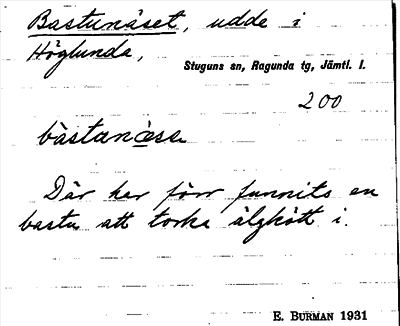 Bastunäset, udde i
Höglunda,
Stuguns sn, Ragunda tg, Jämtl. l.
200
bàstanæse
Där har förr funnits en
bastu att torka älgkött i.
E. BURMAN 1931